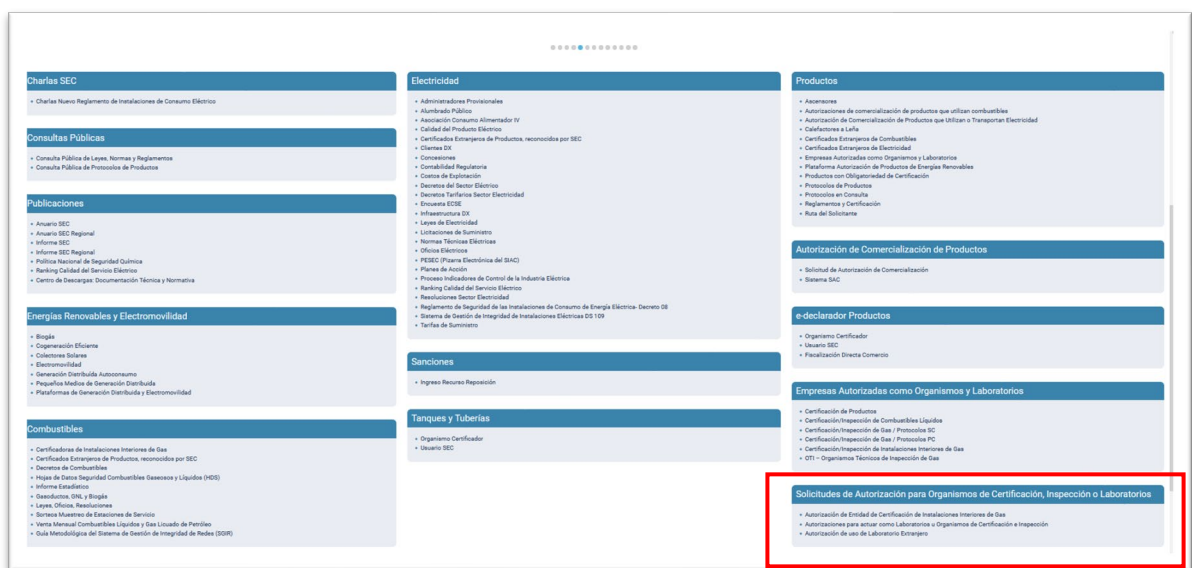 Charlas SEC
Charlas Nuevo Reglamento de Instalaciones de Consumo Eléctrico
Consultas Públicas
Consulta Pública de Leyes, Normas y Reglamentos
Consulta Pública de Protocolos de Productos
Publicaciones
Anuario SEC
Anuario SEC Regional
Informe SEC
Informe SEC Regional
Política Nacional de Seguridad Química
Ranking Calidad del Servicio Eléctrico
Centro de Descargas: Documentación Técnica y Normativa
Energías Renovables y Electromovilidad
Biogás
Cogeneración Eficiente
Colectores Solares
Electromovilidad
Generación Distribuida Autoconsumo
Pequeños Medios de Generación Distribuida
Plataformas de Generación Distribuida y Electromovilidad
Combustibles
Certificadoras de Instalaciones Interiores de Gas
Certificados Extranjeros de Productos, reconocidos por SEC
Decretos de Combustibles
Hojas de Datos Seguridad Combustibles Gaseosos y Líquidos (HDS)
Informe Estadístico
Gasoductos, GNL y Biogás
Leyes, Oficios, Resoluciones
Sorteos Muestreo de Estaciones de Servicio
Venta Mensual Combustibles Líquidos y Gas Licuado de Petróleo
Guía Metodológica del Sistema de Gestión de Integridad de Redes (SGIR)
Electricidad
Administradores Provisionales
Alumbrado Público
Asociación Consumo Alimentador IV
Calidad del Producto Eléctrico
Certificados Extranjeros de Productos, reconocidos por SEC
Clientes DX
Concesiones
Contabilidad Regulatoria
Costos de Explotación
Decretos del Sector Eléctrico
Decretos Tarifarios Sector Electricidad
Encuesta ECSE
Infraestructura DX
Leyes de Electricidad
Licitaciones de Suministro
Normas Técnicas Eléctricas
Oficios Eléctricos
PESEC (Pizarra Electrónica del SIAC)
Planes de Acción
Proceso Indicadores de Control de la Industria Eléctrica
Ranking Calidad del Servicio Eléctrico
Resoluciones Sector Electricidad
Reglamento de Seguridad de las Instalaciones de Consumo de Energía Eléctrica- Decreto 08
Sistema de Gestión de Integridad de Instalaciones Eléctricas DS 109
Tarifas de Suministro
Sanciones
Ingreso Recurso Reposición
Tanques y Tuberías
Organismo Certificador
Usuario SEC
Productos
Ascensores
Autorizaciones de comercialización de productos que utilizan combustibles
Autorización de Comercialización de Productos que Utilizan o Transportan Electricidad
Calefactores a Leña
Certificados Extranjeros de Combustibles
Certificados Extranjeros de Electricidad
Empresas Autorizadas como Organismos y Laboratorios
Plataforma Autorización de Productos de Energías Renovables
Productos con Obligatoriedad de Certificación
Protocolos de Productos
Protocolos en Consulta
Reglamentos y Certificación
Ruta del Solicitante
Autorización de Comercialización de Productos
Solicitud de Autorización de Comercialización
Sistema SAC
e-declarador Productos
Organismo Certificador
Usuario SEC
Fiscalización Directa Comercio
Empresas Autorizadas como Organismos y Laboratorios
Certificación de Productos
Certificación/Inspección de Combustibles Líquidos
Certificación/Inspección de Gas / Protocolos SC
Certificación/Inspección de Gas / Protocolos PC
Certificación/Inspección de Instalaciones Interiores de Gas
OTI – Organismos Técnicos de Inspección de Gas
Solicitudes de Autorización para Organismos de Certificación, Inspección o Laboratorios
Autorización de Entidad de Certificación de Instalaciones Interiores de Gas
Autorizaciones para actuar como Laboratorios u Organismos de Certificación e Inspección
Autorización de uso de Laboratorio Extranjero